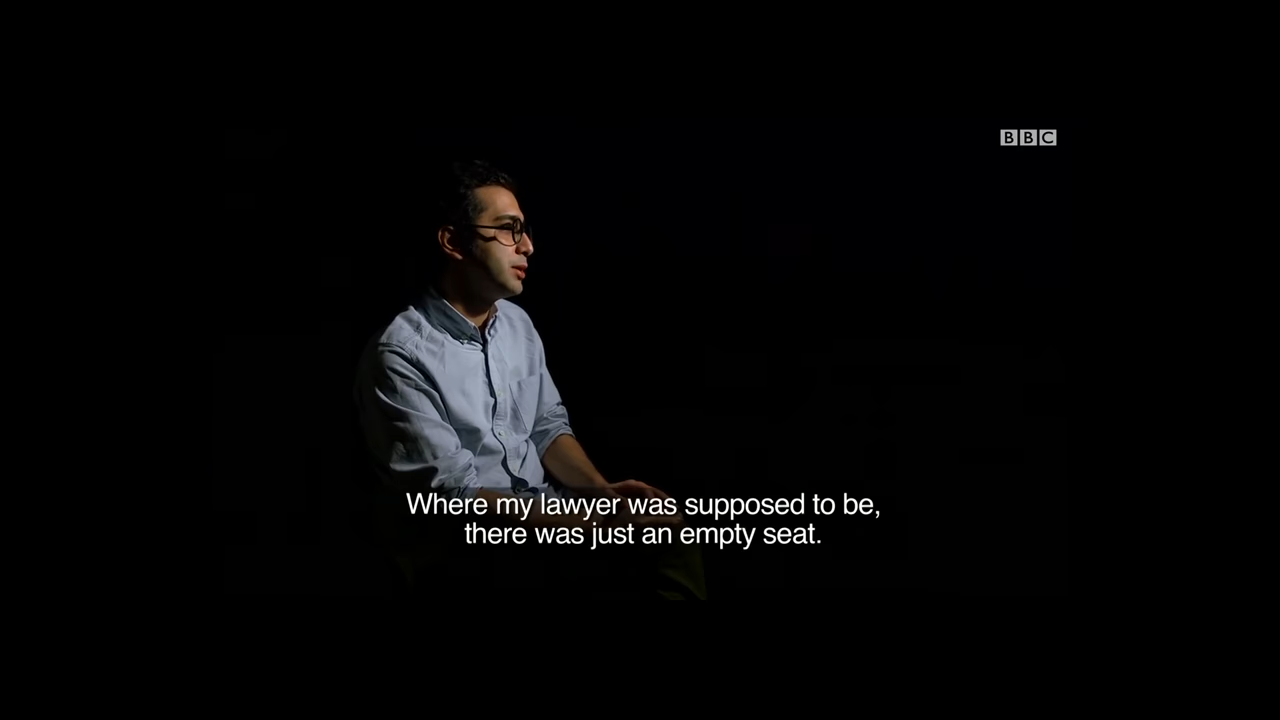 BBC
Where my lawyer was supposed to be,
there was just an empty seat.